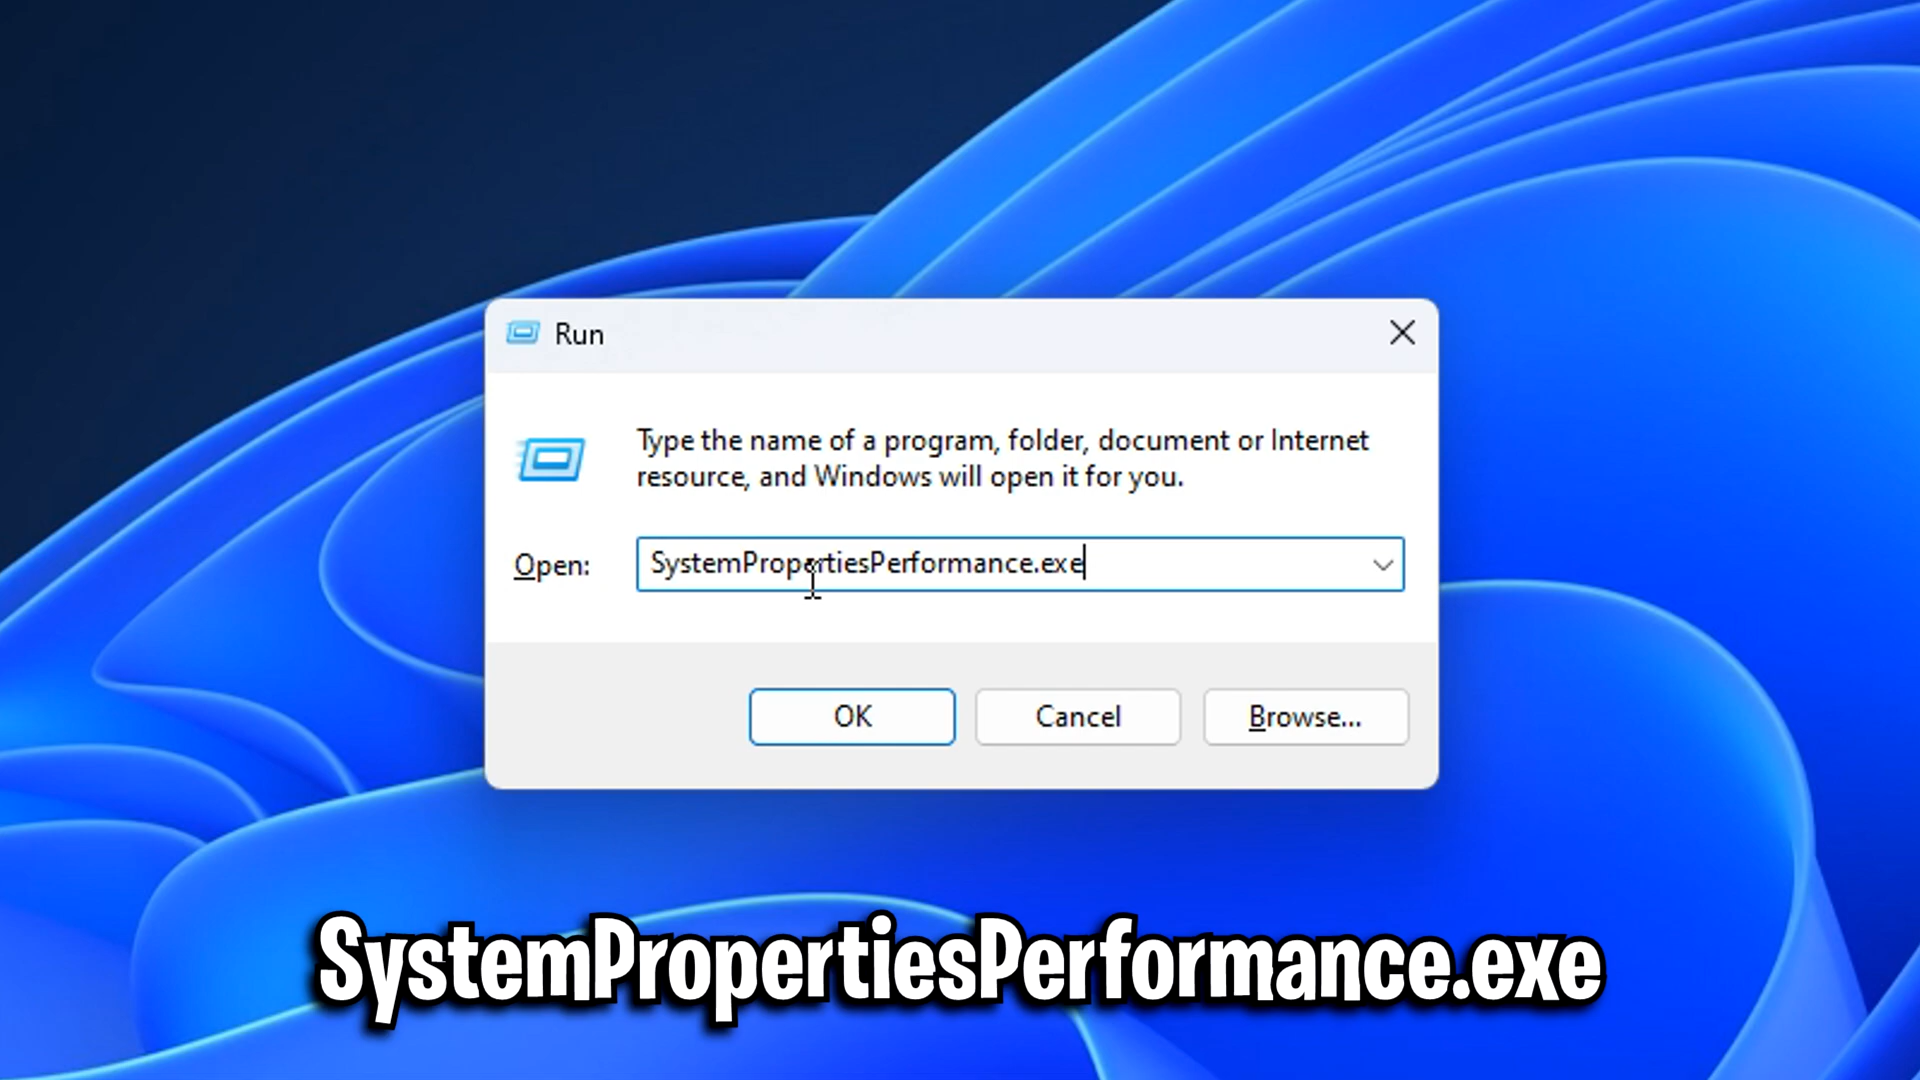 Run
Type the name of a program, folder, document or Internet
resource, and Windows will open it for you.
Open:
SystemPropertiesPerformance.exe
OK
Cancel
Browse...
SystemPropertiesPerformance.exe